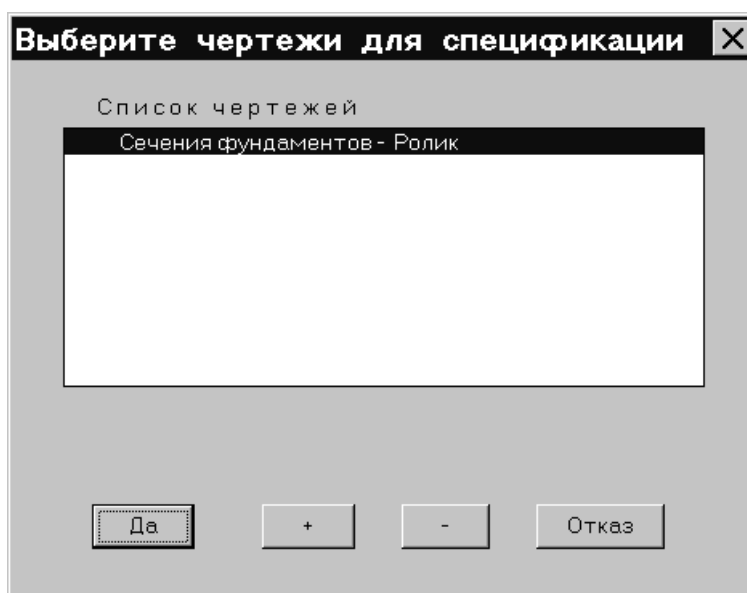 Выберите чертежи для спецификации
Список чертежей
Сечения фундаментов - Ролик
Да + - Отказ